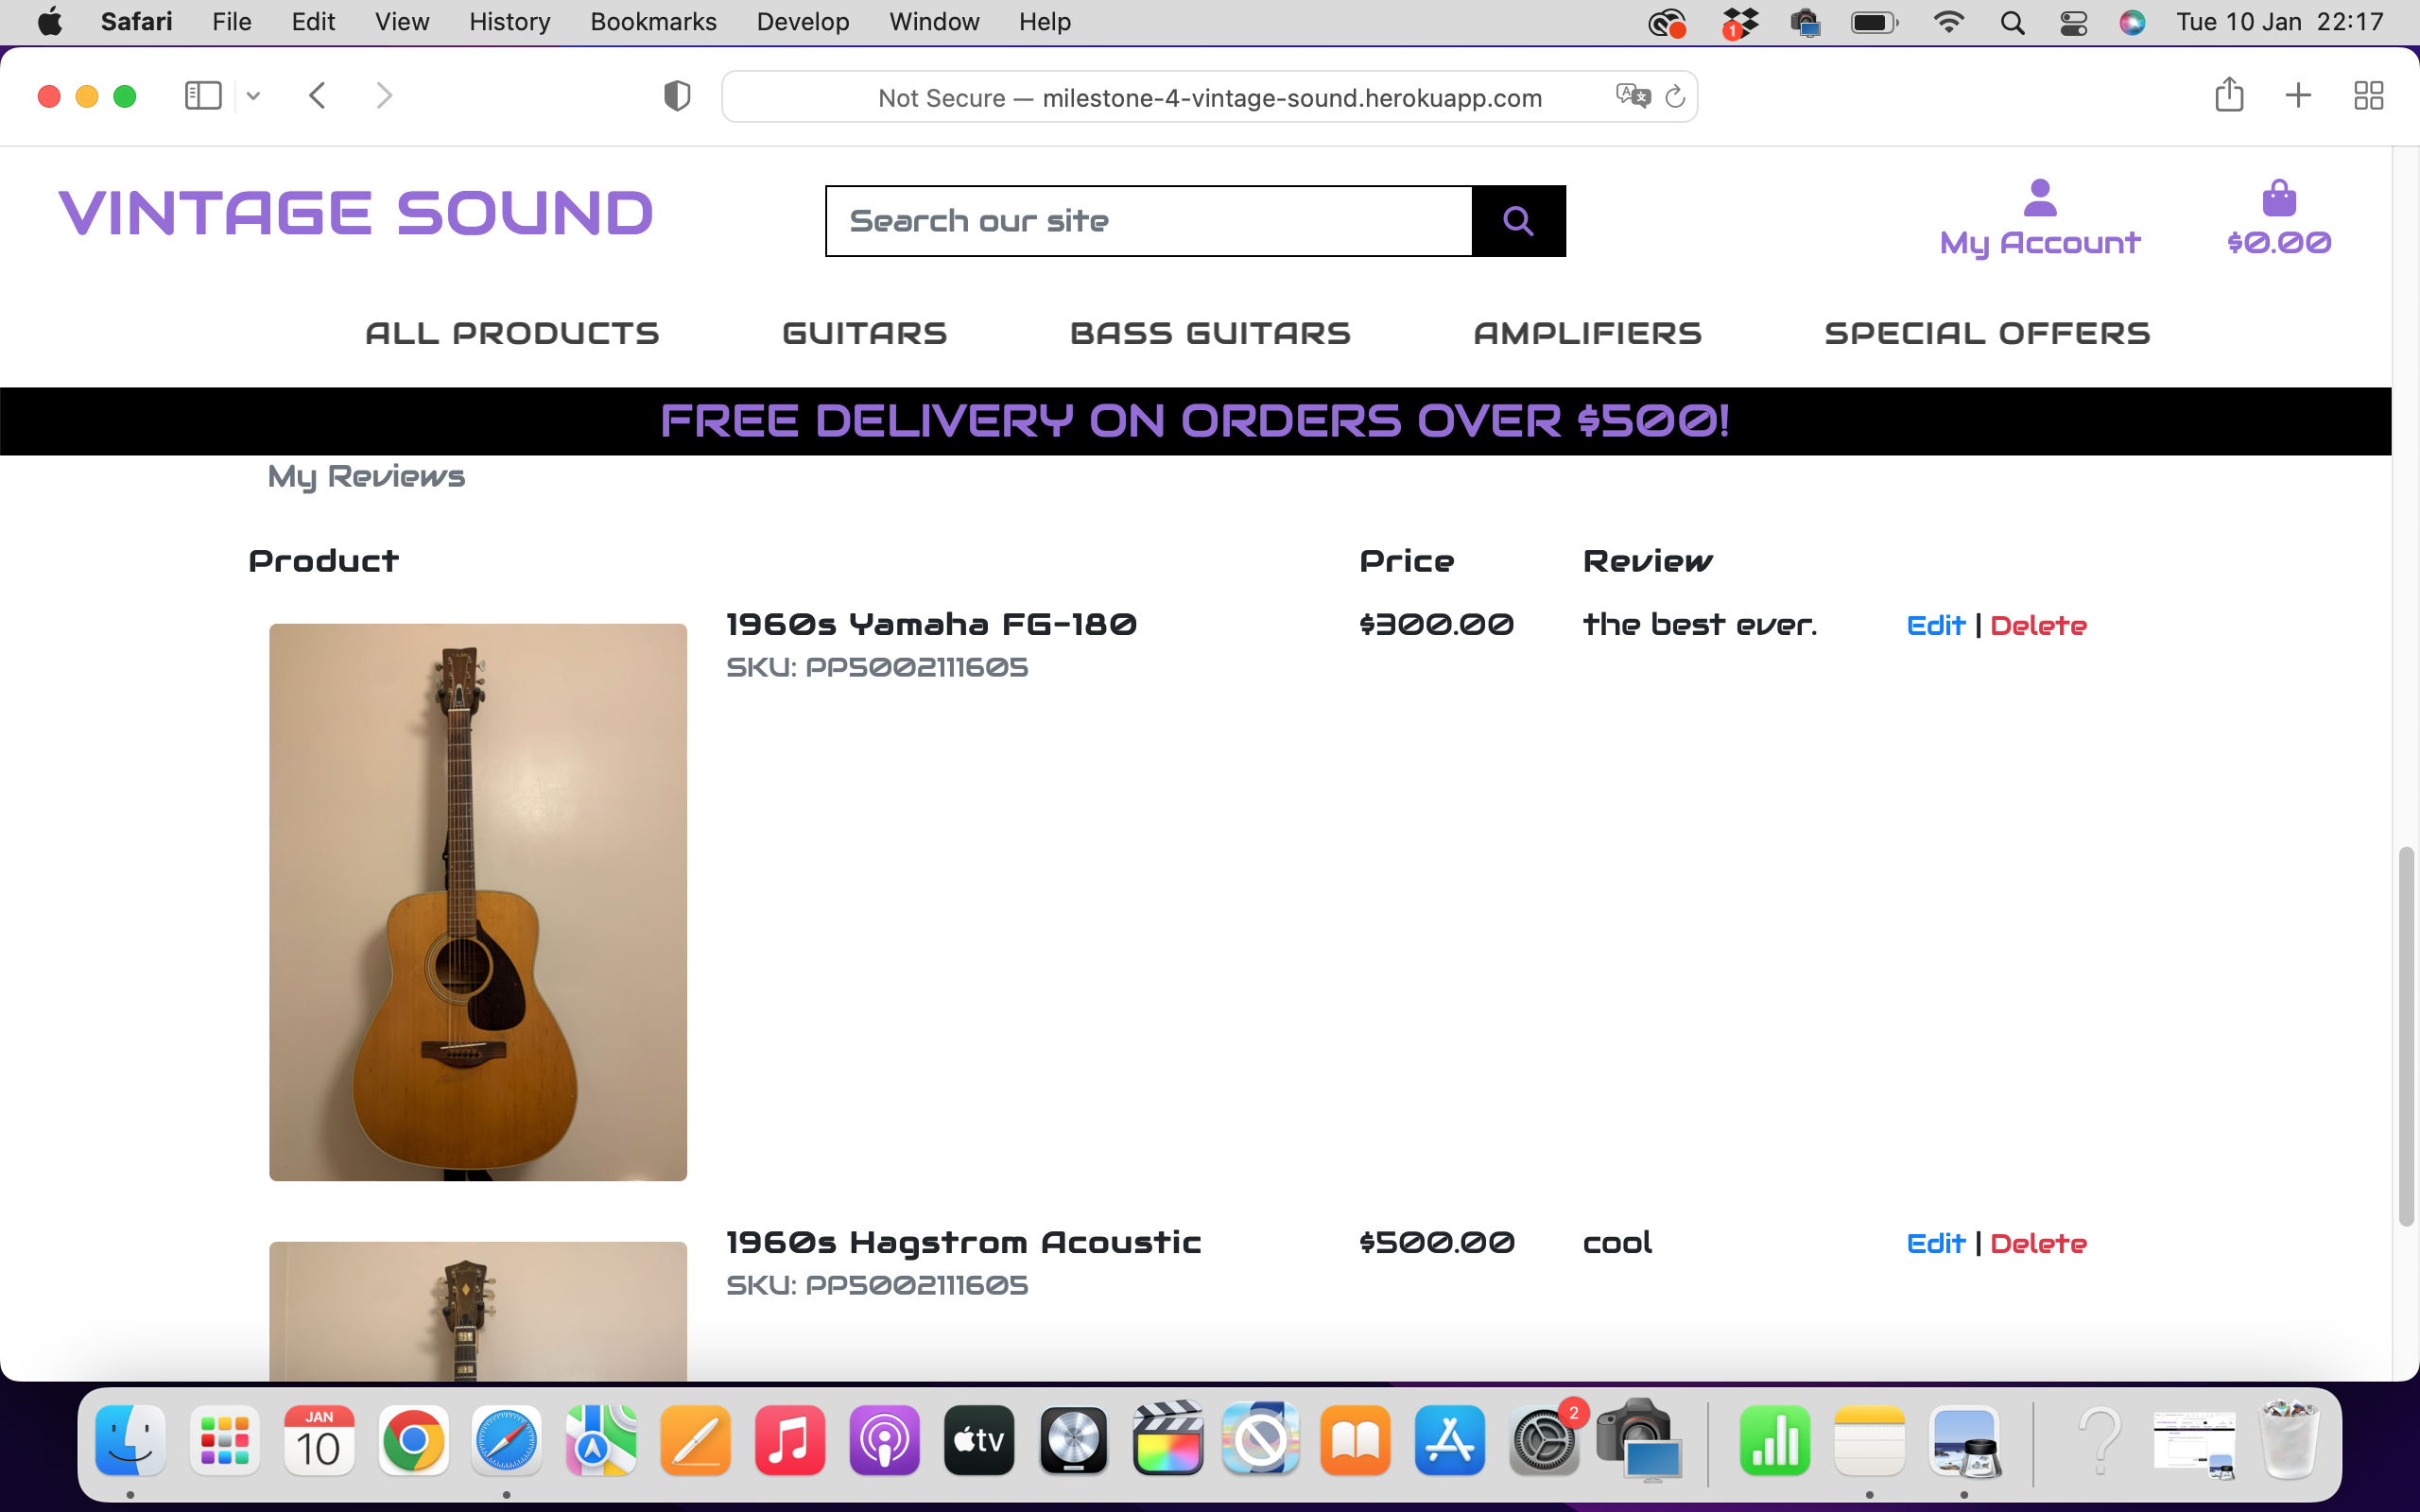 Safari File Edit View History Bookmarks Develop Window Help 1 Tue 10 Jan 22:17
Not Secure — milestone-4-vintage-sound.herokuapp.com
VINTAGE SOUND
Search our site
My Account
$0.00
ALL PRODUCTS GUITARS BASS GUITARS AMPLIFIERS SPECIAL OFFERS
FREE DELIVERY ON ORDERS OVER $500!
My Reviews
Product Price Review
1960s Yamaha FG-180 $300.00 the best ever. Edit | Delete
SKU: PP5002111605
1960s Hagstrom Acoustic $500.00 cool Edit | Delete
SKU: PP5002111605
JAN
10
tv
2